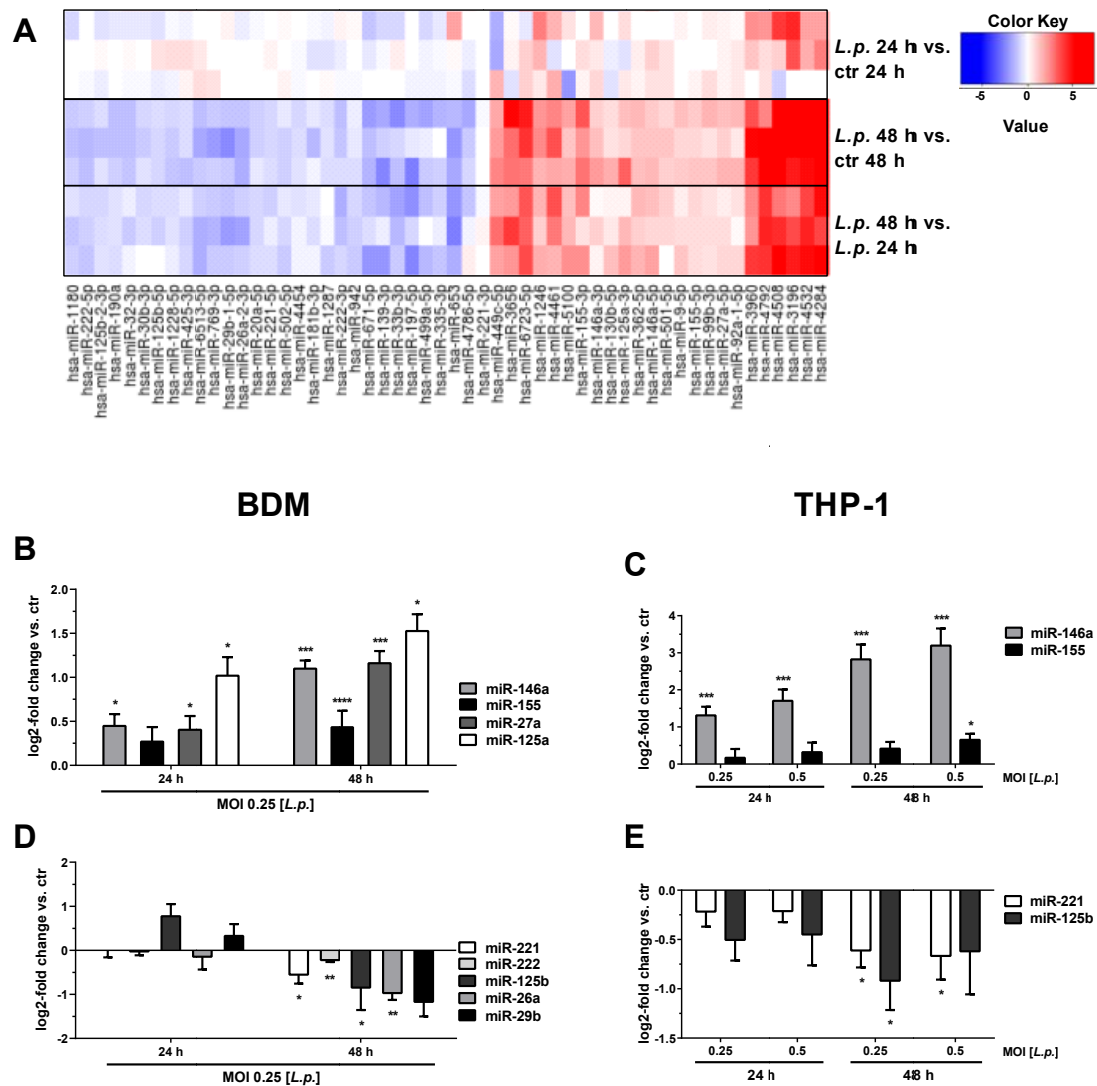 A
L.p. 24 h vs.
ctr 24 h
L.p. 48 h vs.
ctr 48 h
L.p. 48 h vs.
L.p. 24 h
Color Key
-5 0 5
Value
hsa-miR-1180
hsa-miR-222-5p
hsa-miR-125b-2-3p
hsa-miR-190a
hsa-miR-32-3p
hsa-miR-30b-3p
hsa-miR-125b-5p
hsa-miR-1228-5p
hsa-miR-425-3p
hsa-miR-6513-5p
hsa-miR-769-3p
hsa-miR-29b-1-5p
hsa-miR-26a-2-3p
hsa-miR-20a-5p
hsa-miR-221-5p
hsa-miR-502-5p
hsa-miR-4454
hsa-miR-181b-3p
hsa-miR-1287
hsa-miR-222-3p
hsa-miR-942
hsa-miR-671-5p
hsa-miR-139-3p
hsa-miR-33b-3p
hsa-miR-197-5p
hsa-miR-499a-5p
hsa-miR-335-3p
hsa-miR-653
hsa-miR-4786-5p
hsa-miR-221-3p
hsa-miR-449c-5p
hsa-miR-3656
hsa-miR-6723-5p
hsa-miR-1246
hsa-miR-4461
hsa-miR-5100
hsa-miR-155-3p
hsa-miR-146a-3p
hsa-miR-130b-5p
hsa-miR-125a-3p
hsa-miR-362-5p
hsa-miR-146a-5p
hsa-miR-501-5p
hsa-miR-9-5p
hsa-miR-155-5p
hsa-miR-99b-3p
hsa-miR-27a-5p
hsa-miR-92a-1-5p
hsa-miR-3960
hsa-miR-4792
hsa-miR-4508
hsa-miR-3196
hsa-miR-4532
hsa-miR-4284
BDM
THP-1
B
log2-fold change vs. ctr
2.0
1.5
1.0
0.5
0.0
* * * *** **** *** *
24 h 48 h
MOI 0.25 [L.p.]
miR-146a
miR-155
miR-27a
miR-125a
C
log2-fold change vs. ctr
4
3
2
1
0
*** *** *** *** *
0.25 0.5 0.25 0.5 MOI [L.p.]
24 h 48 h
miR-146a
miR-155
D
log2-fold change vs. ctr
2
1
0
-1
-2
* ** * **
24 h 48 h
MOI 0.25 [L.p.]
miR-221
miR-222
miR-125b
miR-26a
miR-29b
E
log2-fold change vs. ctr
0.0
-0.5
-1.0
-1.5
* * *
0.25 0.5 0.25 0.5 MOI [L.p.]
24 h 48 h
miR-221
miR-125b